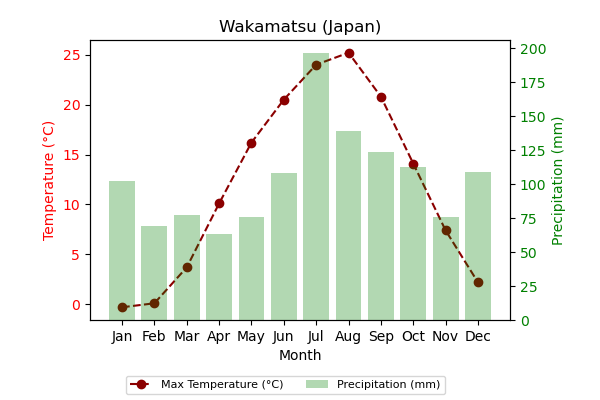 Wakamatsu (Japan)
Temperature (°C)
25
20
15
10
5
0
200
175
150
125
100
75
50
25
0
Precipitation (mm)
Jan Feb Mar Apr May Jun Jul Aug Sep Oct Nov Dec
Month
Max Temperature (°C) Precipitation (mm)